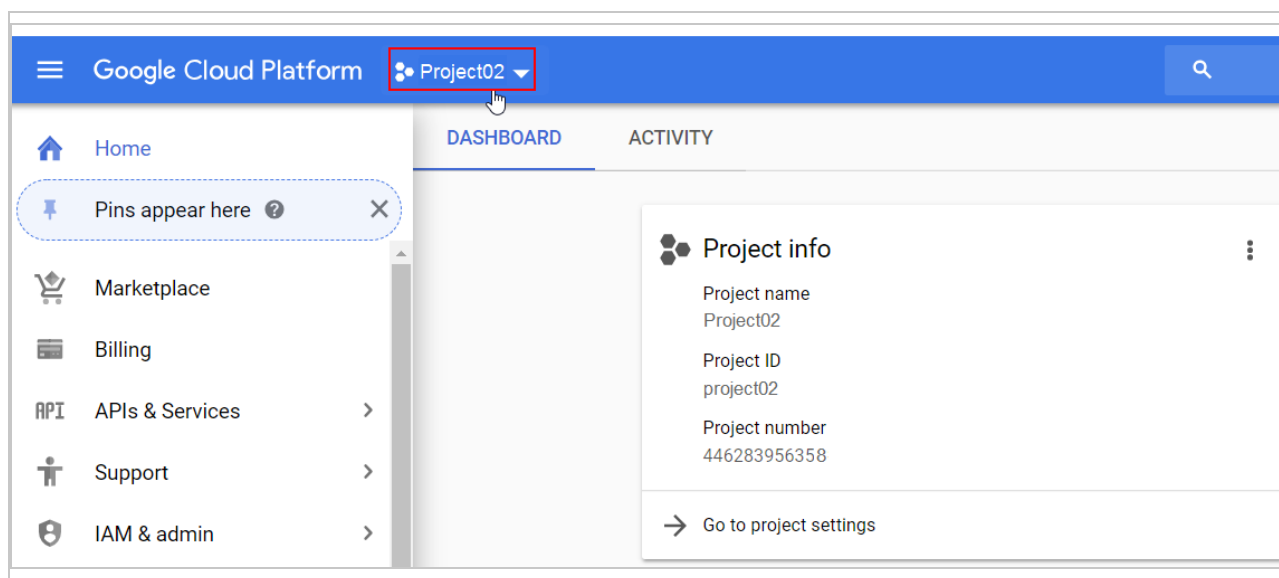 Google Cloud Platform Project02
Home
Pins appear here ?
Marketplace
Billing
API APIs & Services
Support
IAM & admin
DASHBOARD ACTIVITY
Project info
Project name
Project02
Project ID
project02
Project number
446283956358
Go to project settings